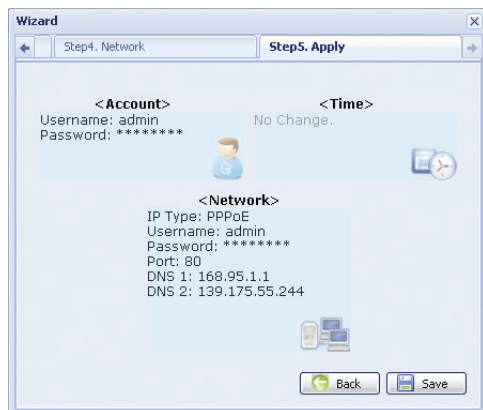 Wizard
Step4. Network
Step5. Apply
<Account>
Username: admin
Password: ********
<Time>
No Change.
<Network>
IP Type: PPPoE
Username: admin
Password: ********
Port: 80
DNS 1: 168.95.1.1
DNS 2: 139.175.55.244
Back
Save